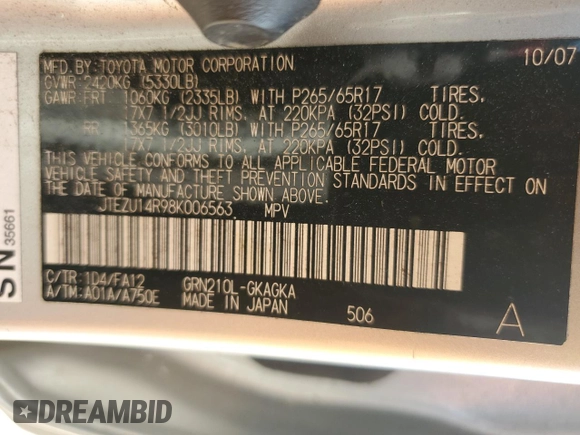 MFD.BY:TOYOTA MOTOR CORPORATION 10/07
GVWR:2420KG (5330LB)
GAWR:FRT 1060KG (2335LB) WITH P265/65R17 TIRES,
17X7 1/2JJ RIMS, AT 220KPA (32PSI) COLD.
RR 1365KG (3010LB) WITH P265/65R17 TIRES,
17X7 1/2JJ RIMS, AT 220KPA (32PSI) COLD.
THIS VEHICLE CONFORMS TO ALL APPLICABLE FEDERAL MOTOR
VEHICLE SAFETY AND THEFT PREVENTION STANDARDS IN EFFECT ON
THE DATE OF MANUFACTURE SHOWN ABOVE.
JTEZU14R98K006563 MPV
C/TR:1D4/FA12 GRN210L-GKAGKA
A/TM:A01A/A750E MADE IN JAPAN 506 A
SN 35661
DREAMBID